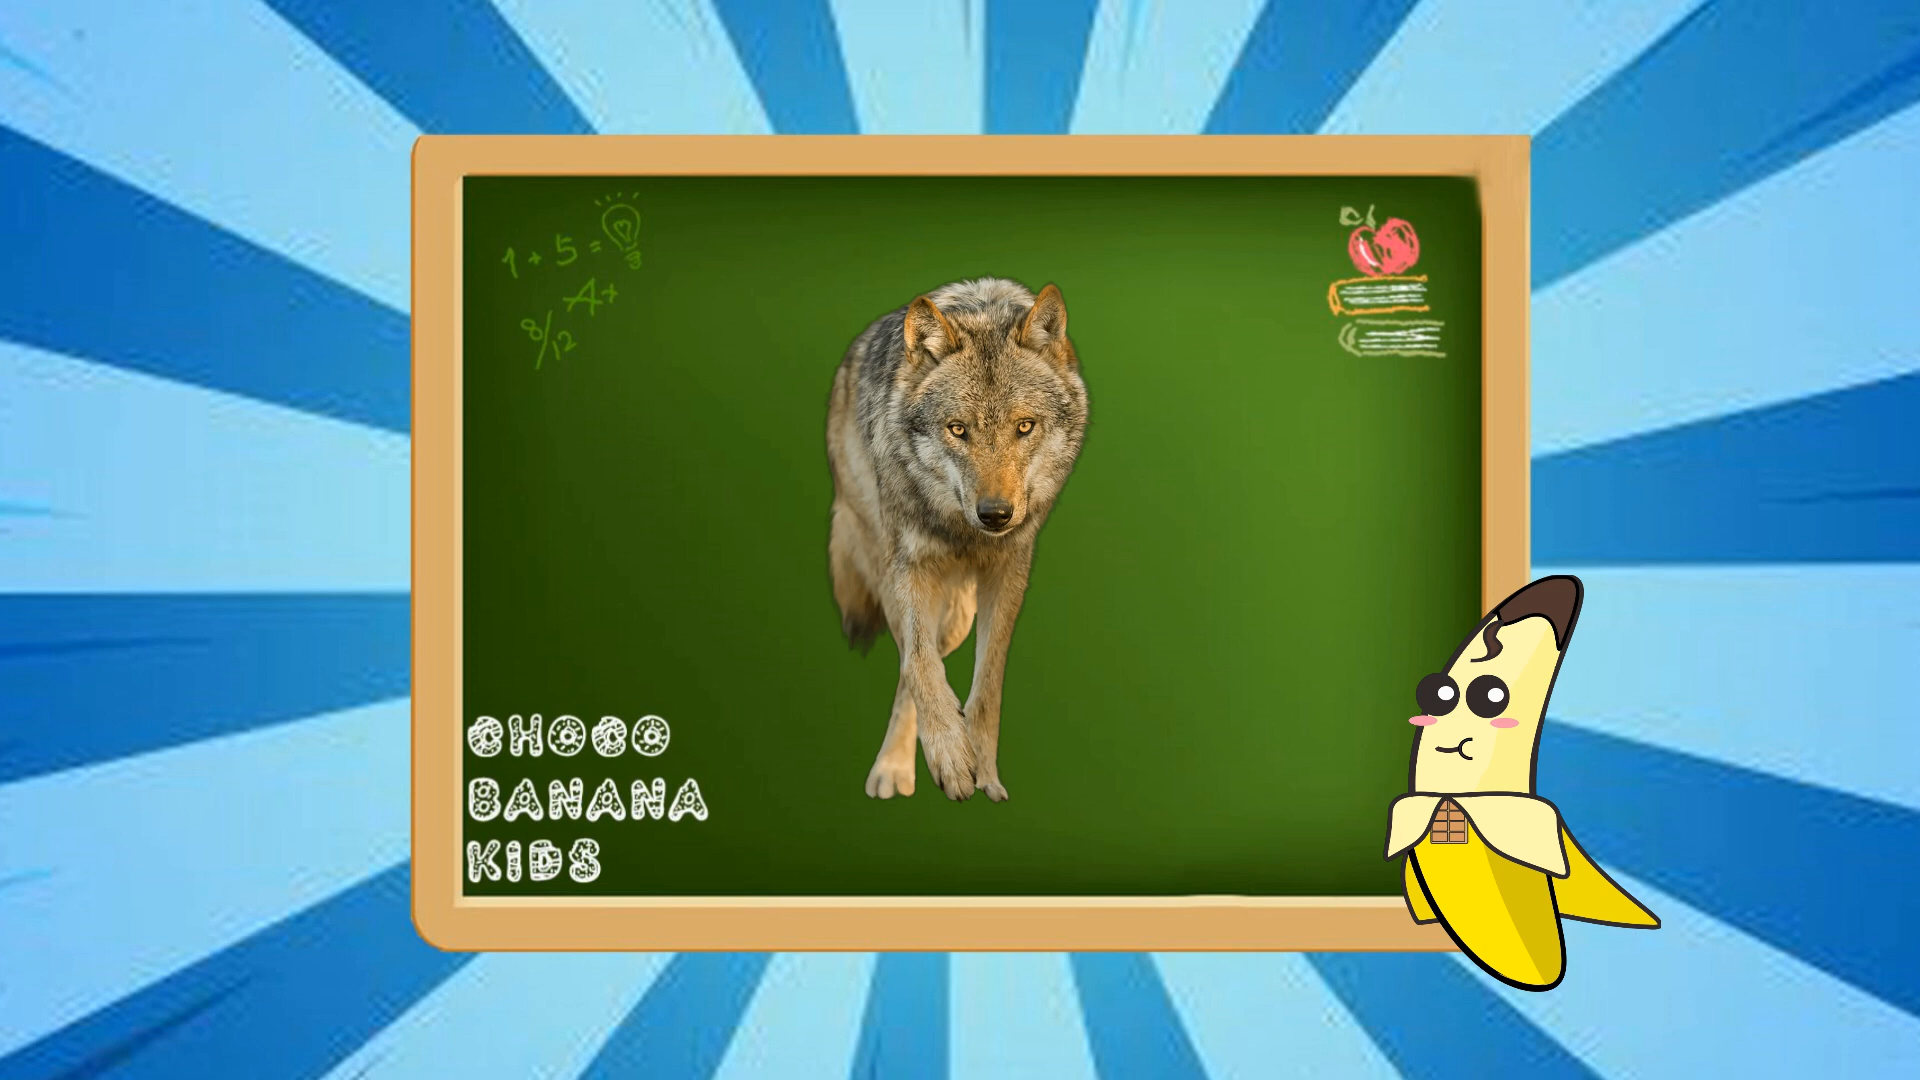 1 + 5 =
A+
8/12
CHOCO
BANANA
KIDS